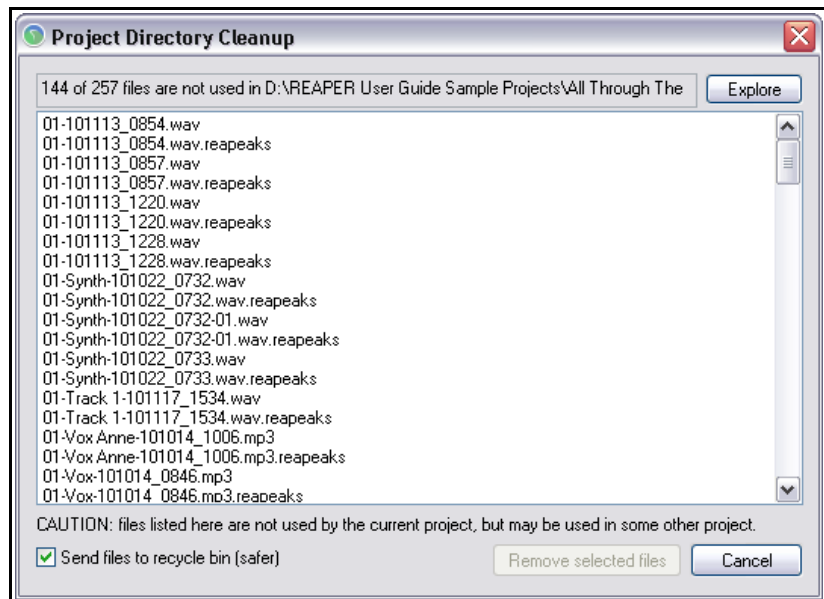 Project Directory Cleanup
144 of 257 files are not used in D:\REAPER User Guide Sample Projects\All Through The
Explore
01-101113_0854.wav
01-101113_0854.wav.reapeaks
01-101113_0857.wav
01-101113_0857.wav.reapeaks
01-101113_1220.wav
01-101113_1220.wav.reapeaks
01-101113_1228.wav
01-101113_1228.wav.reapeaks
01-Synth-101022_0732.wav
01-Synth-101022_0732.wav.reapeaks
01-Synth-101022_0732-01.wav
01-Synth-101022_0732-01.wav.reapeaks
01-Synth-101022_0733.wav
01-Synth-101022_0733.wav.reapeaks
01-Track 1-101117_1534.wav
01-Track 1-101117_1534.wav.reapeaks
01-Vox Anne-101014_1006.mp3
01-Vox Anne-101014_1006.mp3.reapeaks
01-Vox-101014_0846.mp3
01-Vox-101014_0846.mp3.reapeaks
CAUTION: files listed here are not used by the current project, but may be used in some other project.
Send files to recycle bin (safer)
Remove selected files
Cancel